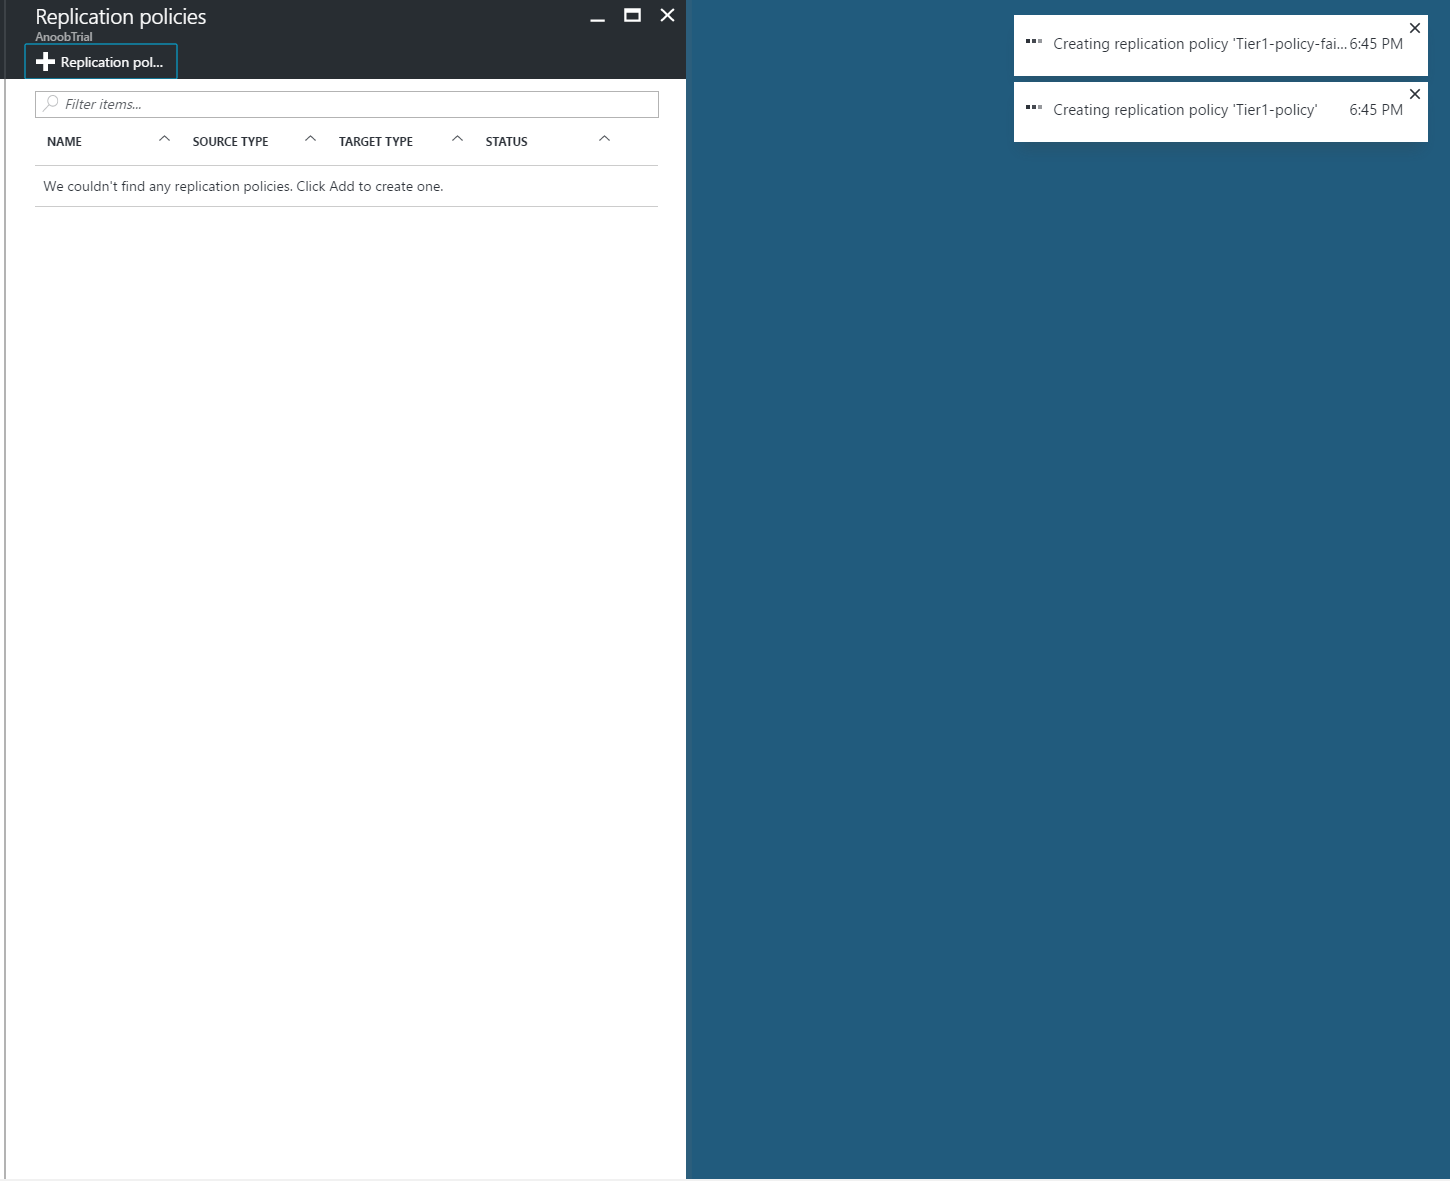 Replication policies
AnoobTrial
Replication pol...
Filter items...
NAME SOURCE TYPE TARGET TYPE STATUS
We couldn't find any replication policies. Click Add to create one.
Creating replication policy 'Tier1-policy-fai... 6:45 PM
Creating replication policy 'Tier1-policy' 6:45 PM